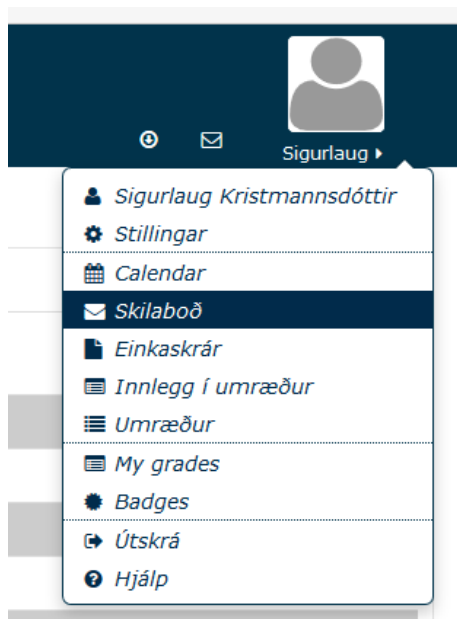 Sigurlaug
Sigurlaug Kristmannsdóttir
Stillingar
Calendar
Skilaboð
Einkaskrár
Innlegg í umræður
Umræður
My grades
Badges
Útskrá
Hjálp